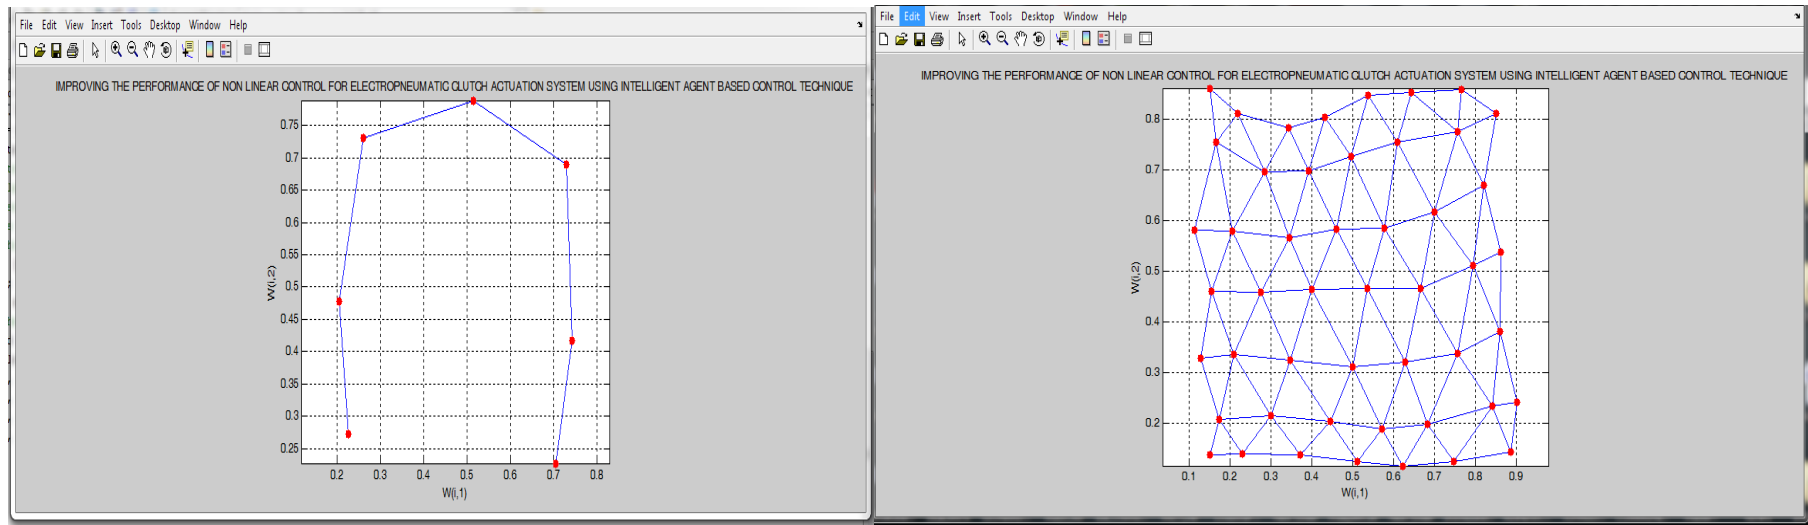 File Edit View Insert Tools Desktop Window Help
IMPROVING THE PERFORMANCE OF NON LINEAR CONTROL FOR ELECTROPNEUMATIC CLUTCH ACTUATION SYSTEM USING INTELLIGENT AGENT BASED CONTROL TECHNIQUE
0.75
0.7
0.65
0.6
0.55
0.5
0.45
0.4
0.35
0.3
0.25
W(i,2)
0.2 0.3 0.4 0.5 0.6 0.7 0.8
W(i,1)
File Edit View Insert Tools Desktop Window Help
IMPROVING THE PERFORMANCE OF NON LINEAR CONTROL FOR ELECTROPNEUMATIC CLUTCH ACTUATION SYSTEM USING INTELLIGENT AGENT BASED CONTROL TECHNIQUE
0.8
0.7
0.6
0.5
0.4
0.3
0.2
W(i,2)
0.1 0.2 0.3 0.4 0.5 0.6 0.7 0.8 0.9
W(i,1)